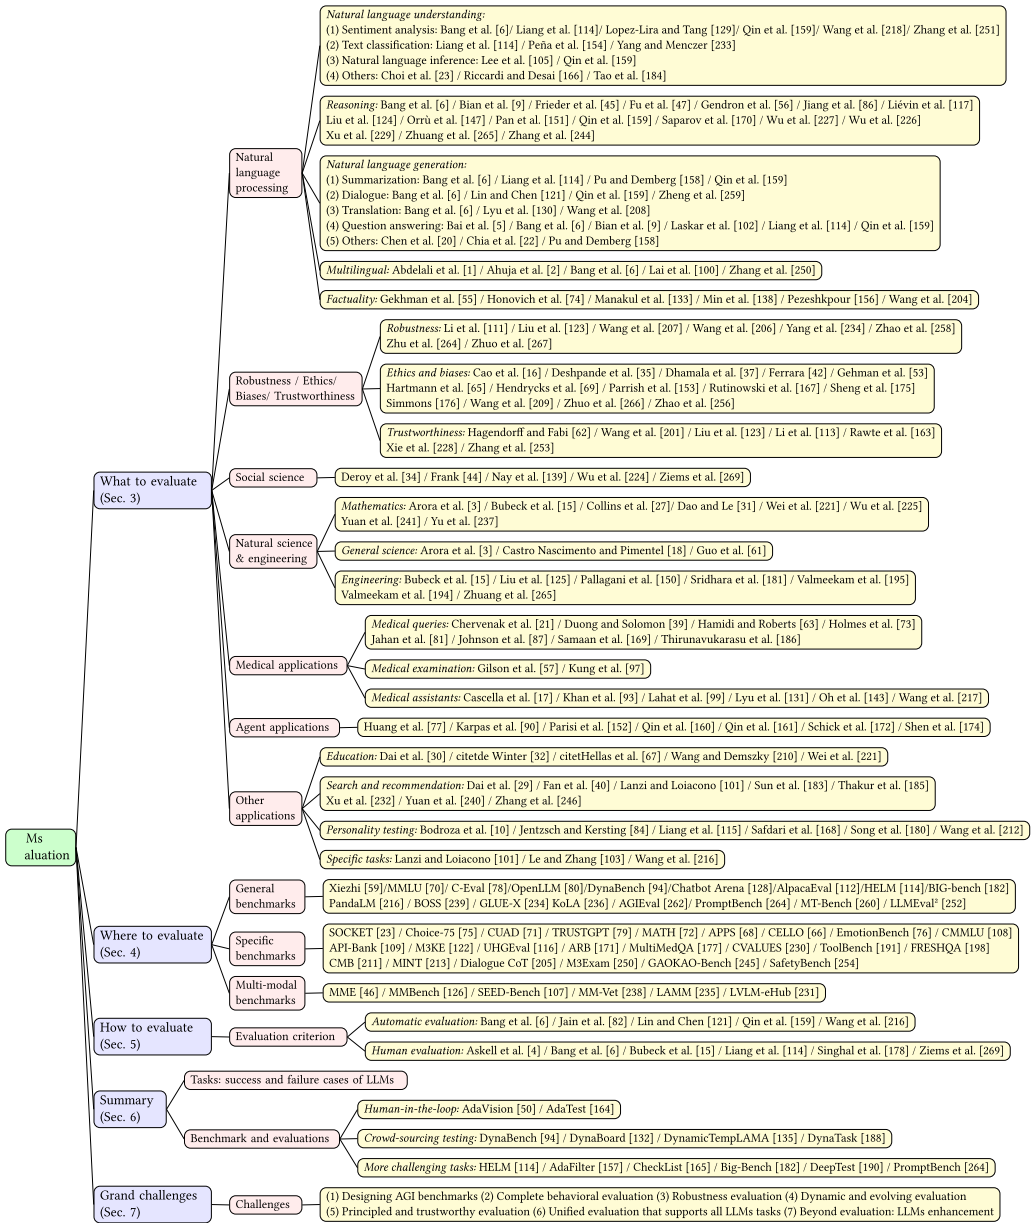 Natural language understanding:
(1) Sentiment analysis: Bang et al. [6]/ Liang et al. [114]/ Lopez-Lira and Tang [129]/ Qin et al. [159]/ Wang et al. [218]/ Zhang et al. [251]
(2) Text classification: Liang et al. [114] / Peña et al. [154] / Yang and Menczer [233]
(3) Natural language inference: Lee et al. [105] / Qin et al. [159]
(4) Others: Choi et al. [23] / Riccardi and Desai [166] / Tao et al. [184]
Reasoning: Bang et al. [6] / Bian et al. [9] / Frieder et al. [45] / Fu et al. [47] / Gendron et al. [56] / Jiang et al. [86] / Liévin et al. [117]
Liu et al. [124] / Orrù et al. [147] / Pan et al. [151] / Qin et al. [159] / Saparov et al. [170] / Wu et al. [227] / Wu et al. [226]
Xu et al. [229] / Zhuang et al. [265] / Zhang et al. [244]
Natural
language
processing
Natural language generation:
(1) Summarization: Bang et al. [6] / Liang et al. [114] / Pu and Demberg [158] / Qin et al. [159]
(2) Dialogue: Bang et al. [6] / Lin and Chen [121] / Qin et al. [159] / Zheng et al. [259]
(3) Translation: Bang et al. [6] / Lyu et al. [130] / Wang et al. [208]
(4) Question answering: Bai et al. [5] / Bang et al. [6] / Bian et al. [9] / Laskar et al. [102] / Liang et al. [114] / Qin et al. [159]
(5) Others: Chen et al. [20] / Chia et al. [22] / Pu and Demberg [158]
Multilingual: Abdelali et al. [1] / Ahuja et al. [2] / Bang et al. [6] / Lai et al. [100] / Zhang et al. [250]
Factuality: Gekhman et al. [55] / Honovich et al. [74] / Manakul et al. [133] / Min et al. [138] / Pezeshkpour [156] / Wang et al. [204]
Robustness: Li et al. [111] / Liu et al. [123] / Wang et al. [207] / Wang et al. [206] / Yang et al. [234] / Zhao et al. [258]
Zhu et al. [264] / Zhuo et al. [267]
Robustness / Ethics/
Biases/ Trustworthiness
Ethics and biases: Cao et al. [16] / Deshpande et al. [35] / Dhamala et al. [37] / Ferrara [42] / Gehman et al. [53]
Hartmann et al. [65] / Hendrycks et al. [69] / Parrish et al. [153] / Rutinowski et al. [167] / Sheng et al. [175]
Simmons [176] / Wang et al. [209] / Zhuo et al. [266] / Zhao et al. [256]
Trustworthiness: Hagendorff and Fabi [62] / Wang et al. [201] / Liu et al. [123] / Li et al. [113] / Rawte et al. [163]
Xie et al. [228] / Zhang et al. [253]
What to evaluate
(Sec. 3)
Social science
Deroy et al. [34] / Frank [44] / Nay et al. [139] / Wu et al. [224] / Ziems et al. [269]
Natural science
& engineering
Mathematics: Arora et al. [3] / Bubeck et al. [15] / Collins et al. [27]/ Dao and Le [31] / Wei et al. [221] / Wu et al. [225]
Yuan et al. [241] / Yu et al. [237]
General science: Arora et al. [3] / Castro Nascimento and Pimentel [18] / Guo et al. [61]
Engineering: Bubeck et al. [15] / Liu et al. [125] / Pallagani et al. [150] / Sridhara et al. [181] / Valmeekam et al. [195]
Valmeekam et al. [194] / Zhuang et al. [265]
Medical applications
Medical queries: Chervenak et al. [21] / Duong and Solomon [39] / Hamidi and Roberts [63] / Holmes et al. [73]
Jahan et al. [81] / Johnson et al. [87] / Samaan et al. [169] / Thirunavukarasu et al. [186]
Medical examination: Gilson et al. [57] / Kung et al. [97]
Medical assistants: Cascella et al. [17] / Khan et al. [93] / Lahat et al. [99] / Lyu et al. [131] / Oh et al. [143] / Wang et al. [217]
Agent applications
Huang et al. [77] / Karpas et al. [90] / Parisi et al. [152] / Qin et al. [160] / Qin et al. [161] / Schick et al. [172] / Shen et al. [174]
Other
applications
Education: Dai et al. [30] / citetde Winter [32] / citetHellas et al. [67] / Wang and Demszky [210] / Wei et al. [221]
Search and recommendation: Dai et al. [29] / Fan et al. [40] / Lanzi and Loiacono [101] / Sun et al. [183] / Thakur et al. [185]
Xu et al. [232] / Yuan et al. [240] / Zhang et al. [246]
Personality testing: Bodroza et al. [10] / Jentzsch and Kersting [84] / Liang et al. [115] / Safdari et al. [168] / Song et al. [180] / Wang et al. [212]
Specific tasks: Lanzi and Loiacono [101] / Le and Zhang [103] / Wang et al. [216]
Ms
aluation
Where to evaluate
(Sec. 4)
General
benchmarks
Xiezhi [59]/MMLU [70]/ C-Eval [78]/OpenLLM [80]/DynaBench [94]/Chatbot Arena [128]/AlpacaEval [112]/HELM [114]/BIG-bench [182]
PandaLM [216] / BOSS [239] / GLUE-X [234] KoLA [236] / AGIEval [262]/ PromptBench [264] / MT-Bench [260] / LLMEval² [252]
Specific
benchmarks
SOCKET [23] / Choice-75 [75] / CUAD [71] / TRUSTGPT [79] / MATH [72] / APPS [68] / CELLO [66] / EmotionBench [76] / CMMLU [108]
API-Bank [109] / M3KE [122] / UHGEval [116] / ARB [171] / MultiMedQA [177] / CVALUES [230] / ToolBench [191] / FRESHQA [198]
CMB [211] / MINT [213] / Dialogue CoT [205] / M3Exam [250] / GAOKAO-Bench [245] / SafetyBench [254]
Multi-modal
benchmarks
MME [46] / MMBench [126] / SEED-Bench [107] / MM-Vet [238] / LAMM [235] / LVLM-eHub [231]
How to evaluate
(Sec. 5)
Evaluation criterion
Automatic evaluation: Bang et al. [6] / Jain et al. [82] / Lin and Chen [121] / Qin et al. [159] / Wang et al. [216]
Human evaluation: Askell et al. [4] / Bang et al. [6] / Bubeck et al. [15] / Liang et al. [114] / Singhal et al. [178] / Ziems et al. [269]
Summary
(Sec. 6)
Tasks: success and failure cases of LLMs
Benchmark and evaluations
Human-in-the-loop: AdaVision [50] / AdaTest [164]
Crowd-sourcing testing: DynaBench [94] / DynaBoard [132] / DynamicTempLAMA [135] / DynaTask [188]
More challenging tasks: HELM [114] / AdaFilter [157] / CheckList [165] / Big-Bench [182] / DeepTest [190] / PromptBench [264]
Grand challenges
(Sec. 7)
Challenges
(1) Designing AGI benchmarks (2) Complete behavioral evaluation (3) Robustness evaluation (4) Dynamic and evolving evaluation
(5) Principled and trustworthy evaluation (6) Unified evaluation that supports all LLMs tasks (7) Beyond evaluation: LLMs enhancement